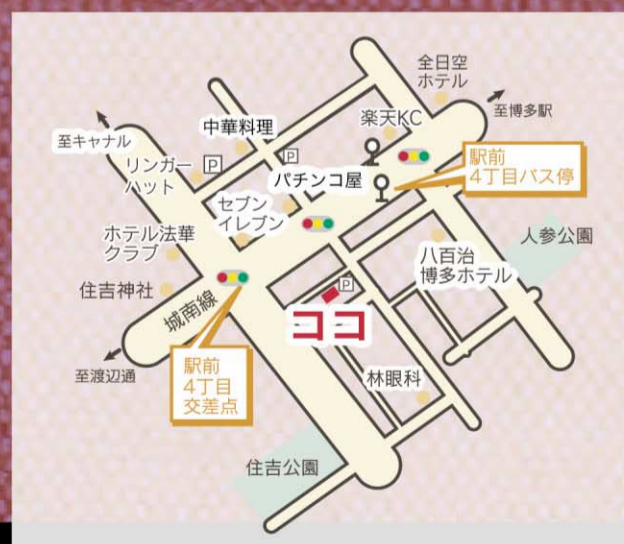 全日空
ホテル
至博多駅
楽天KC
中華料理
至キャナル
P
駅前
4丁目バス停
リンガー
ハット
P
パチンコ屋
セブン
イレブン
人参公園
ホテル法華
クラブ
八百治
博多ホテル
住吉神社
P
城南線
ココ
駅前
4丁目
交差点
至渡辺通
林眼科
住吉公園